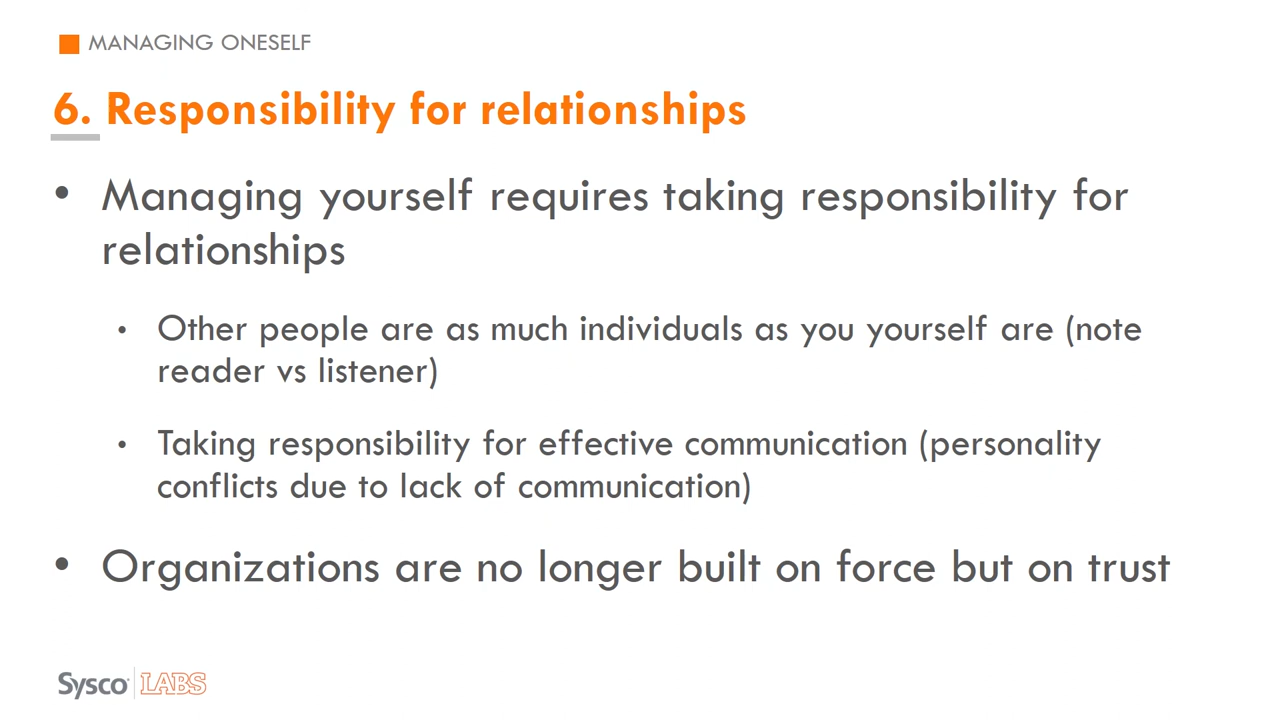 MANAGING ONESELF
6. Responsibility for relationships
• Managing yourself requires taking responsibility for
relationships
• Other people are as much individuals as you yourself are (note
reader vs listener)
• Taking responsibility for effective communication (personality
conflicts due to lack of communication)
• Organizations are no longer built on force but on trust
Sysco LABS